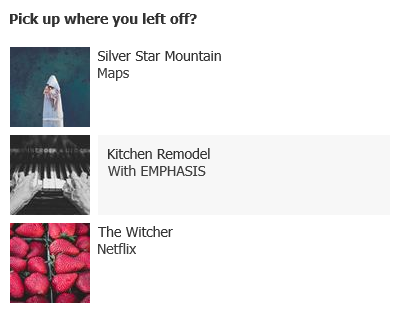 Pick up where you left off?
Silver Star Mountain
Maps
Kitchen Remodel
With EMPHASIS
The Witcher
Netflix